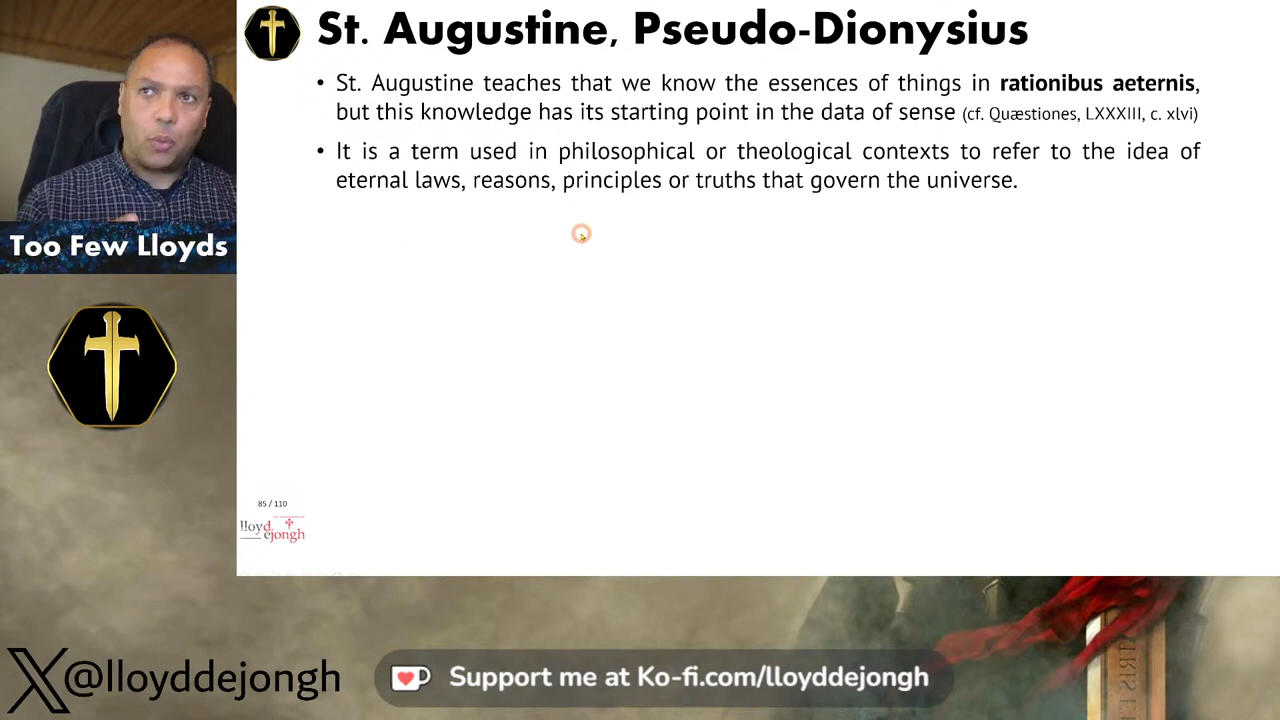 St. Augustine, Pseudo-Dionysius
• St. Augustine teaches that we know the essences of things in rationibus aeternis,
but this knowledge has its starting point in the data of sense (cf. Quæstiones, LXXXIII, c. xlvi)
• It is a term used in philosophical or theological contexts to refer to the idea of
eternal laws, reasons, principles or truths that govern the universe.
Too Few Lloyds
85 / 110
lloyd
ejongh
X@lloyddejongh
Support me at Ko-fi.com/lloyddejongh